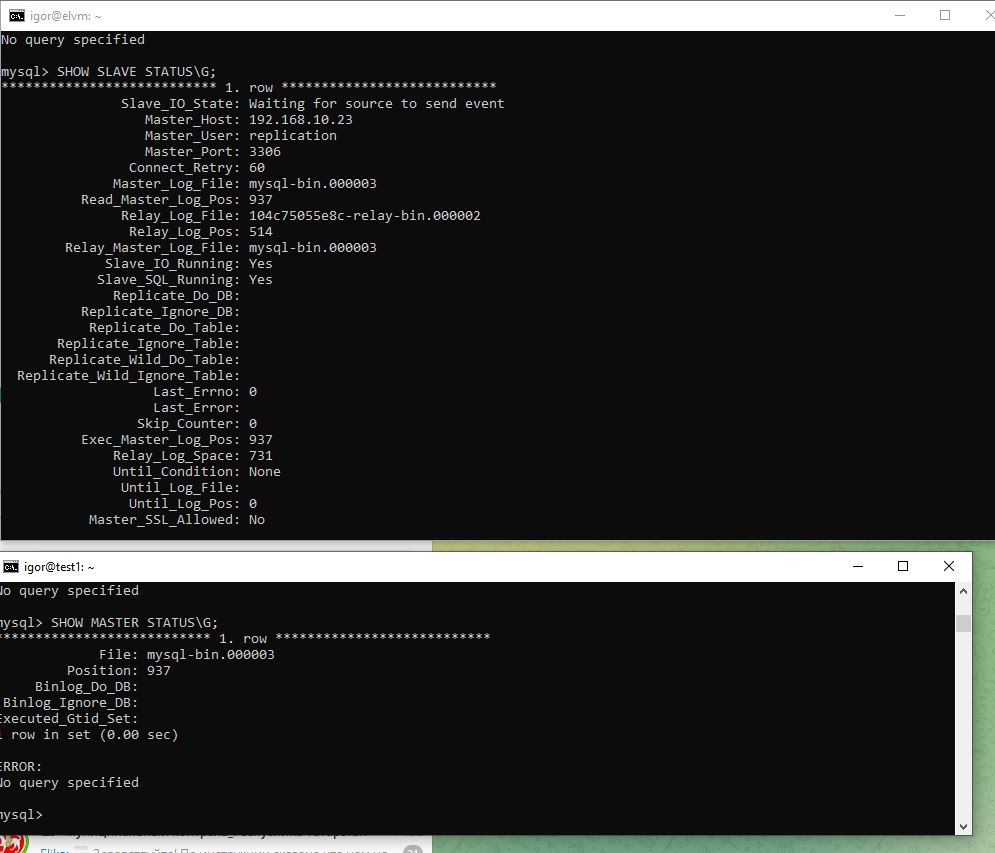 igor@elvm: ~
No query specified
mysql> SHOW SLAVE STATUS\G;
*************************** 1. row ***************************
Slave_IO_State: Waiting for source to send event
Master_Host: 192.168.10.23
Master_User: replication
Master_Port: 3306
Connect_Retry: 60
Master_Log_File: mysql-bin.000003
Read_Master_Log_Pos: 937
Relay_Log_File: 104c75055e8c-relay-bin.000002
Relay_Log_Pos: 514
Relay_Master_Log_File: mysql-bin.000003
Slave_IO_Running: Yes
Slave_SQL_Running: Yes
Replicate_Do_DB:
Replicate_Ignore_DB:
Replicate_Do_Table:
Replicate_Ignore_Table:
Replicate_Wild_Do_Table:
Replicate_Wild_Ignore_Table:
Last_Errno: 0
Last_Error:
Skip_Counter: 0
Exec_Master_Log_Pos: 937
Relay_Log_Space: 731
Until_Condition: None
Until_Log_File:
Until_Log_Pos: 0
Master_SSL_Allowed: No
igor@test1: ~
No query specified
mysql> SHOW MASTER STATUS\G;
*************************** 1. row ***************************
File: mysql-bin.000003
Position: 937
Binlog_Do_DB:
Binlog_Ignore_DB:
Executed_Gtid_Set:
1 row in set (0.00 sec)
ERROR:
No query specified
mysql>